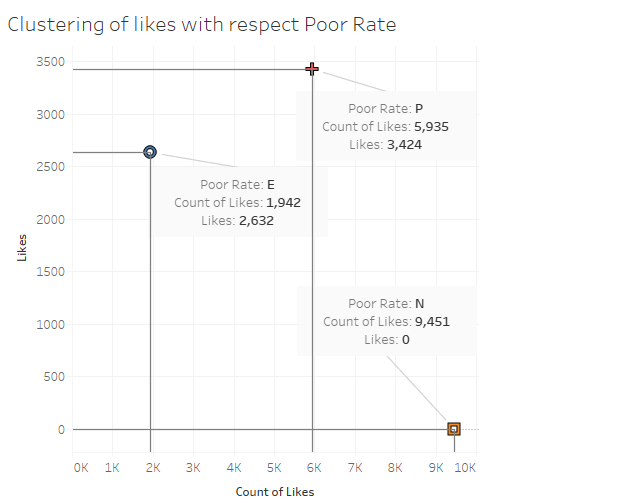 Clustering of likes with respect Poor Rate
3500
3000
2500
2000
1500
1000
500
0
Likes
Poor Rate: P
Count of Likes: 5,935
Likes: 3,424
Poor Rate: E
Count of Likes: 1,942
Likes: 2,632
Poor Rate: N
Count of Likes: 9,451
Likes: 0
0K 1K 2K 3K 4K 5K 6K 7K 8K 9K 10K
Count of Likes